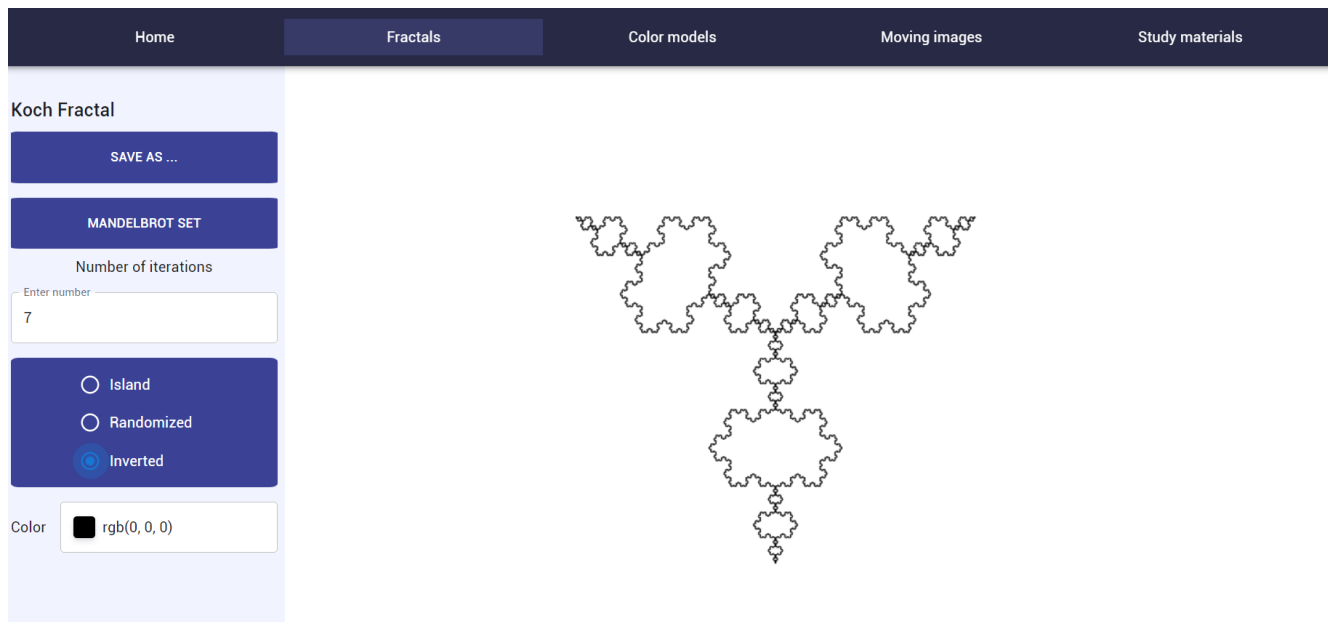 Home Fractals Color models Moving images Study materials
Koch Fractal
SAVE AS ...
MANDELBROT SET
Number of iterations
Enter number
7
Island
Randomized
Inverted
Color rgb(0, 0, 0)